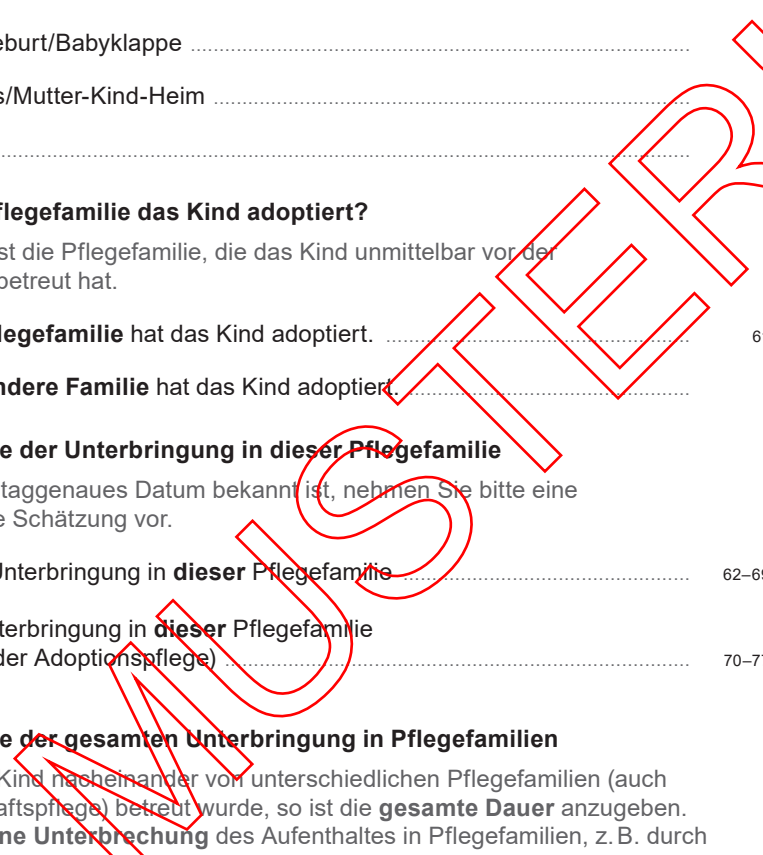 eburt/Babyklappe
s/Mutter-Kind-Heim
flegefamilie das Kind adoptiert?
st die Pflegefamilie, die das Kind unmittelbar vor der
betreut hat.
legefamilie hat das Kind adoptiert.
ndere Familie hat das Kind adoptiert.
e der Unterbringung in dieser Pflegefamilie
taggenaues Datum bekannt ist, nehmen Sie bitte eine
e Schätzung vor.
Unterbringung in dieser Pflegefamilie 62–69
terbringung in dieser Pflegefamilie
der Adoptionspflege) 70–77
e der gesamten Unterbringung in Pflegefamilien
Kind nacheinander von unterschiedlichen Pflegefamilien (auch
aftspflege) betreut wurde, so ist die gesamte Dauer anzugeben.
ne Unterbrechung des Aufenthaltes in Pflegefamilien, z. B. durch
MUSTER